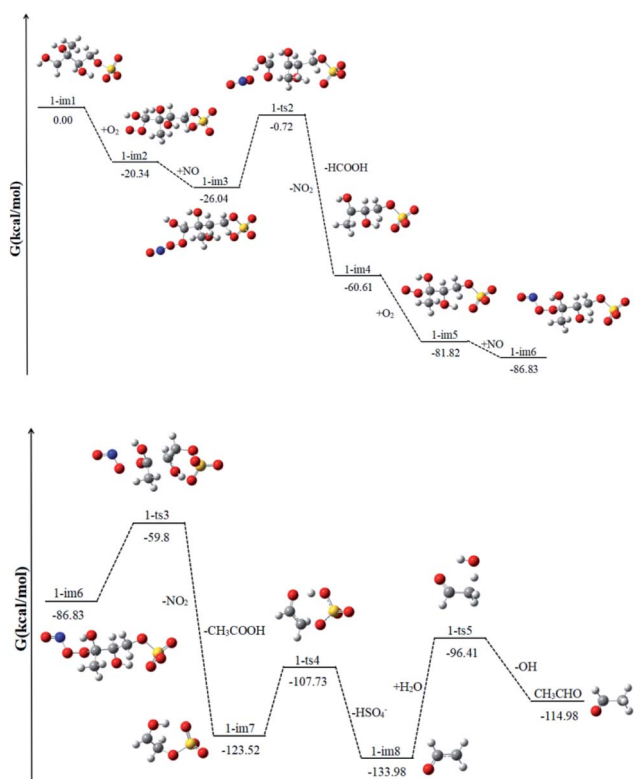 G(kcal/mol)
1-im1
0.00
+O₂
1-im2
-20.34
+NO
1-im3
-26.04
1-ts2
-0.72
-HCOOH
-NO₂
1-im4
-60.61
+O₂
1-im5
-81.82
+NO
1-im6
-86.83
G(kcal/mol)
1-im6
-86.83
1-ts3
-59.8
-NO₂
-CH₃COOH
1-im7
-123.52
1-ts4
-107.73
-HSO₄⁻
1-im8
-133.98
+H₂O
1-ts5
-96.41
-OH
CH₃CHO
-114.98